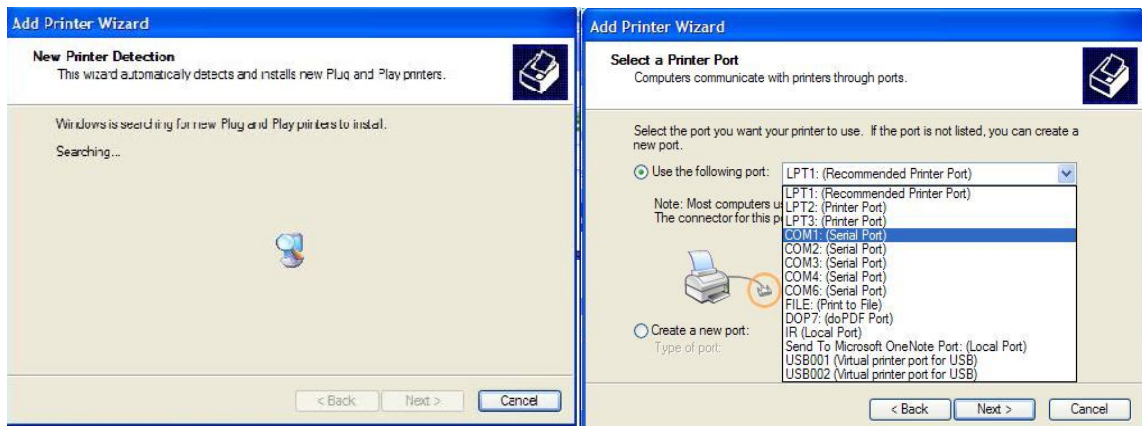 Add Printer Wizard
New Printer Detection
This wizard automatically detects and installs new Plug and Play printers.
Windows is searching for new Plug and Play printers to install.
Searching...
< Back
Next >
Cancel
Add Printer Wizard
Select a Printer Port
Computers communicate with printers through ports.
Select the port you want your printer to use. If the port is not listed, you can create a
new port.
Use the following port:
LPT1: (Recommended Printer Port)
LPT1: (Recommended Printer Port)
LPT2: (Printer Port)
LPT3: (Printer Port)
COM1: (Serial Port)
COM2: (Serial Port)
COM3: (Serial Port)
COM4: (Serial Port)
COM6: (Serial Port)
FILE: (Print to File)
DOP7: (doPDF Port)
IR (Local Port)
Send To Microsoft OneNote Port: (Local Port)
USB001 (Virtual printer port for USB)
USB002 (Virtual printer port for USB)
Note: Most computers
The connector for this
Create a new port:
Type of port:
< Back
Next >
Cancel